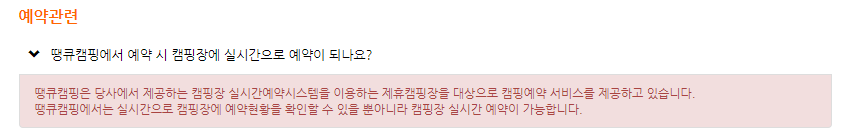 예약관련
땡큐캠핑에서 예약 시 캠핑장에 실시간으로 예약이 되나요?
땡큐캠핑은 당사에서 제공하는 캠핑장 실시간예약시스템을 이용하는 제휴캠핑장을 대상으로 캠핑예약 서비스를 제공하고 있습니다.
땡큐캠핑에서는 실시간으로 캠핑장에 예약현황을 확인할 수 있을 뿐아니라 캠핑장 실시간 예약이 가능합니다.